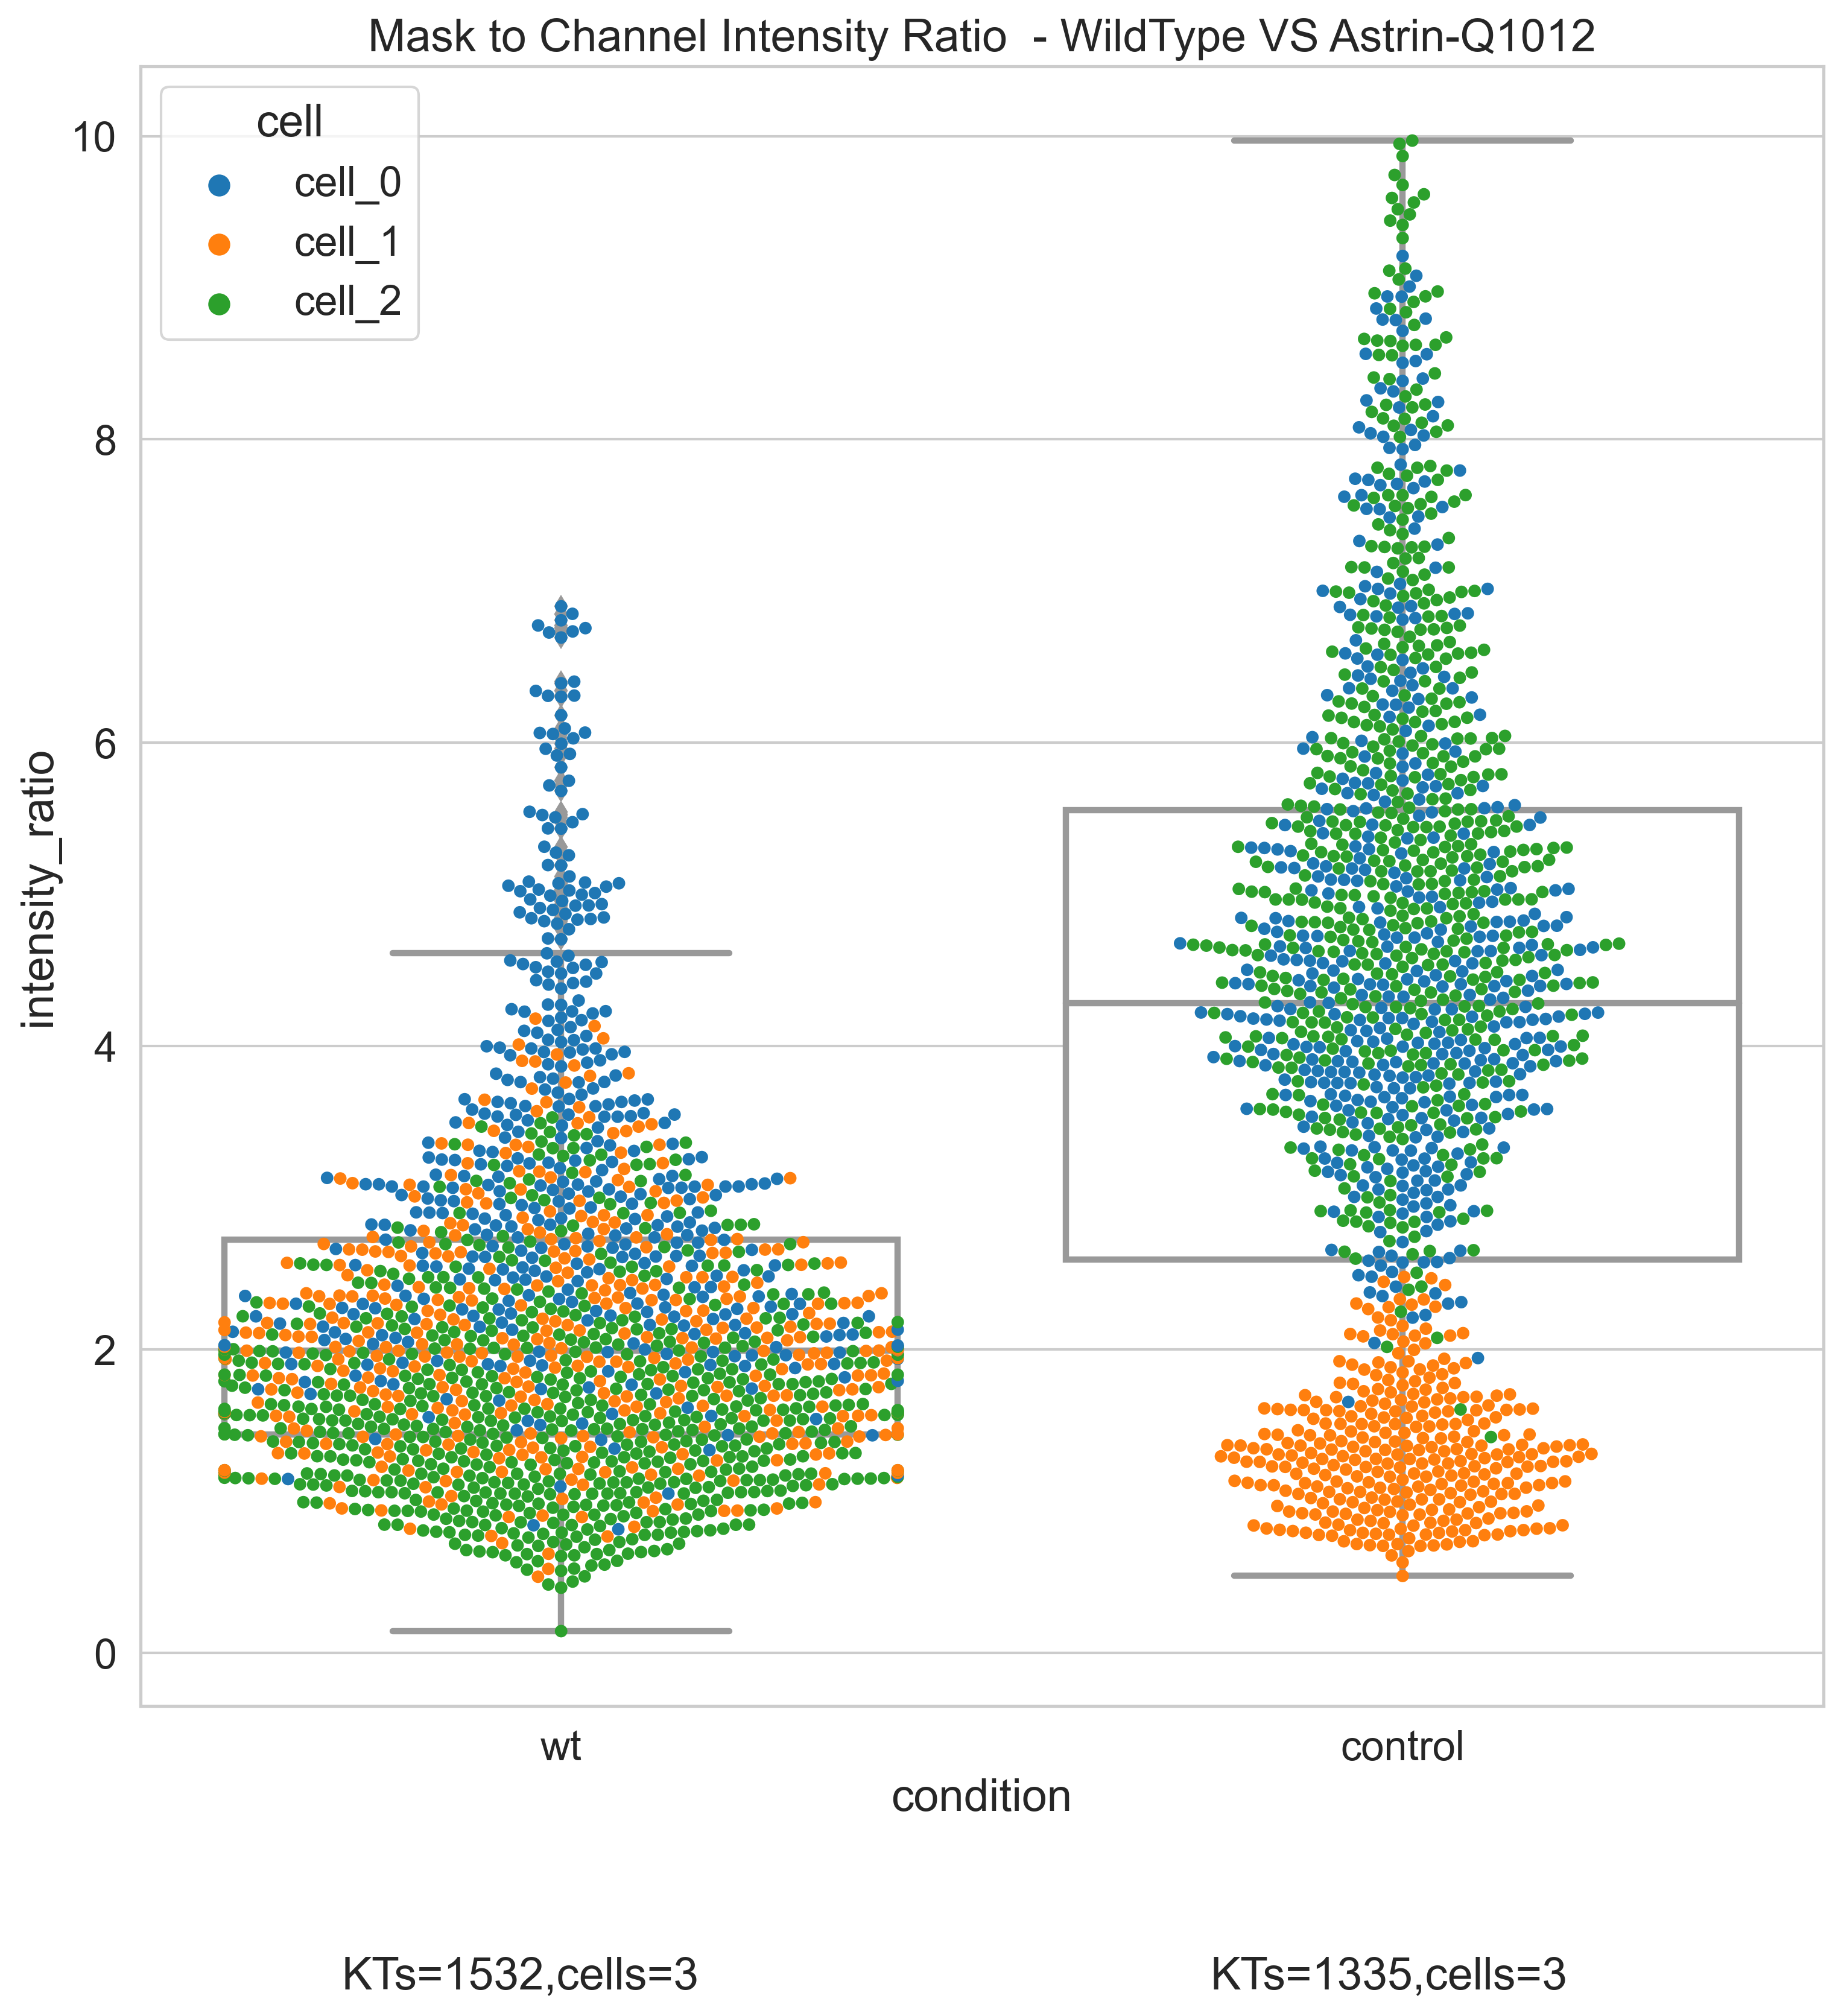 Mask to Channel Intensity Ratio  - WildType VS Astrin-Q1012
cell
cell_0
cell_1
cell_2
10
8
6
4
2
0
intensity_ratio
wt
control
condition
KTs=1532,cells=3
KTs=1335,cells=3